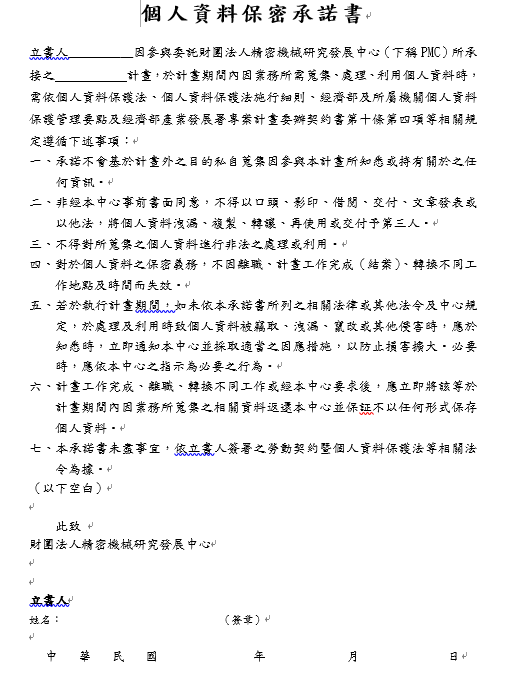 個人資料保密承諾書
立書人__________因參與委託財團法人精密機械研究發展中心（下稱PMC）所承
接之___________計畫，於計畫期間內因業務所需蒐集、處理、利用個人資料時，
需依個人資料保護法、個人資料保護法施行細則、經濟部及所屬機關個人資料
保護管理要點及經濟部產業發展署專案計畫委辦契約書第十條第四項等相關規
定遵循下述事項：
一、承諾不會基於計畫外之目的私自蒐集因參與本計畫所知悉或持有關於之任
何資訊。
二、非經本中心事前書面同意，不得以口頭、影印、借閱、交付、文章發表或
以他法，將個人資料洩漏、複製、轉讓、再使用或交付予第三人。
三、不得對所蒐集之個人資料進行非法之處理或利用。
四、對於個人資料之保密義務，不因離職、計畫工作完成（結案）、轉換不同工
作地點及時間而失效。
五、若於執行計畫期間，如未依本承諾書所列之相關法律或其他法令及中心規
定，於處理及利用時致個人資料被竊取、洩漏、竄改或其他侵害時，應於
知悉時，立即通知本中心並採取適當之因應措施，以防止損害擴大。必要
時，應依本中心之指示為必要之行為。
六、計畫工作完成、離職、轉換不同工作或經本中心要求後，應立即將該等於
計畫期間內因業務所蒐集之相關資料返還本中心並保証不以任何形式保存
個人資料。
七、本承諾書未盡事宜，依立書人簽署之勞動契約暨個人資料保護法等相關法
令為據。
（以下空白）
此致
財團法人精密機械研究發展中心
立書人
姓名： （簽章）
中 華 民 國 年 月 日